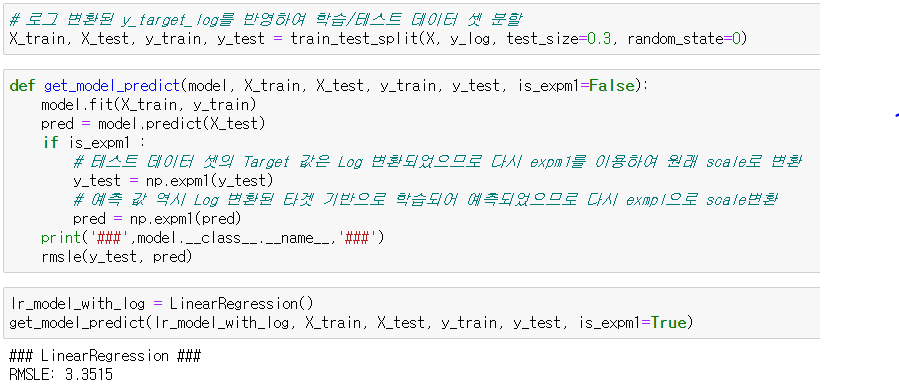 # 로그 변환된 y_target_log를 반영하여 학습/테스트 데이터 셋 분할
X_train, X_test, y_train, y_test = train_test_split(X, y_log, test_size=0.3, random_state=0)
def get_model_predict(model, X_train, X_test, y_train, y_test, is_expm1=False):
    model.fit(X_train, y_train)
    pred = model.predict(X_test)
    if is_expm1 :
        # 테스트 데이터 셋의 Target 값은 Log 변환되었으므로 다시 expm1를 이용하여 원래 scale로 변환
        y_test = np.expm1(y_test)
        # 예측 값 역시 Log 변환된 타겟 기반으로 학습되어 예측되었으므로 다시 exmpl으로 scale변환
        pred = np.expm1(pred)
    print('###',model.__class__.__name__,'###')
    rmsle(y_test, pred)
lr_model_with_log = LinearRegression()
get_model_predict(lr_model_with_log, X_train, X_test, y_train, y_test, is_expm1=True)
### LinearRegression ###
RMSLE: 3.3515